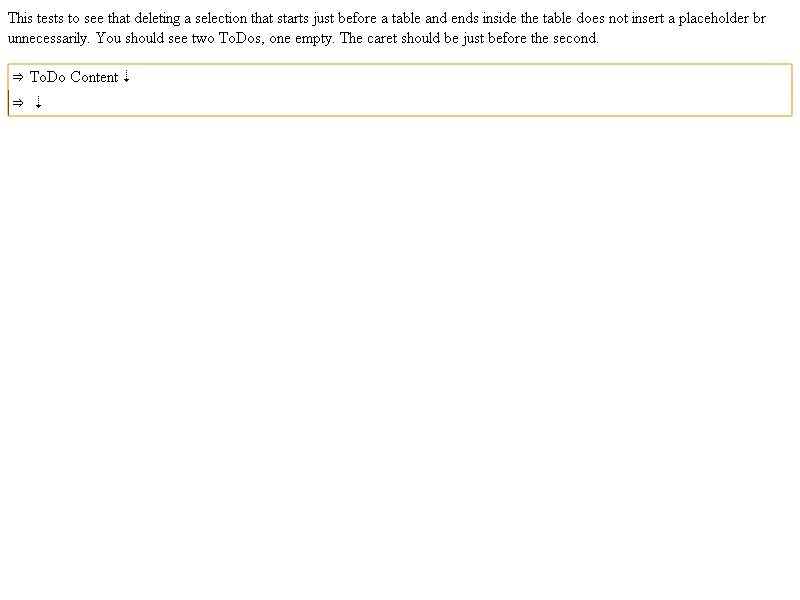 This tests to see that deleting a selection that starts just before a table and ends inside the table does not insert a placeholder br
unnecessarily. You should see two ToDos, one empty. The caret should be just before the second.
⇒ ToDo Content ⇣
⇒ ⇣